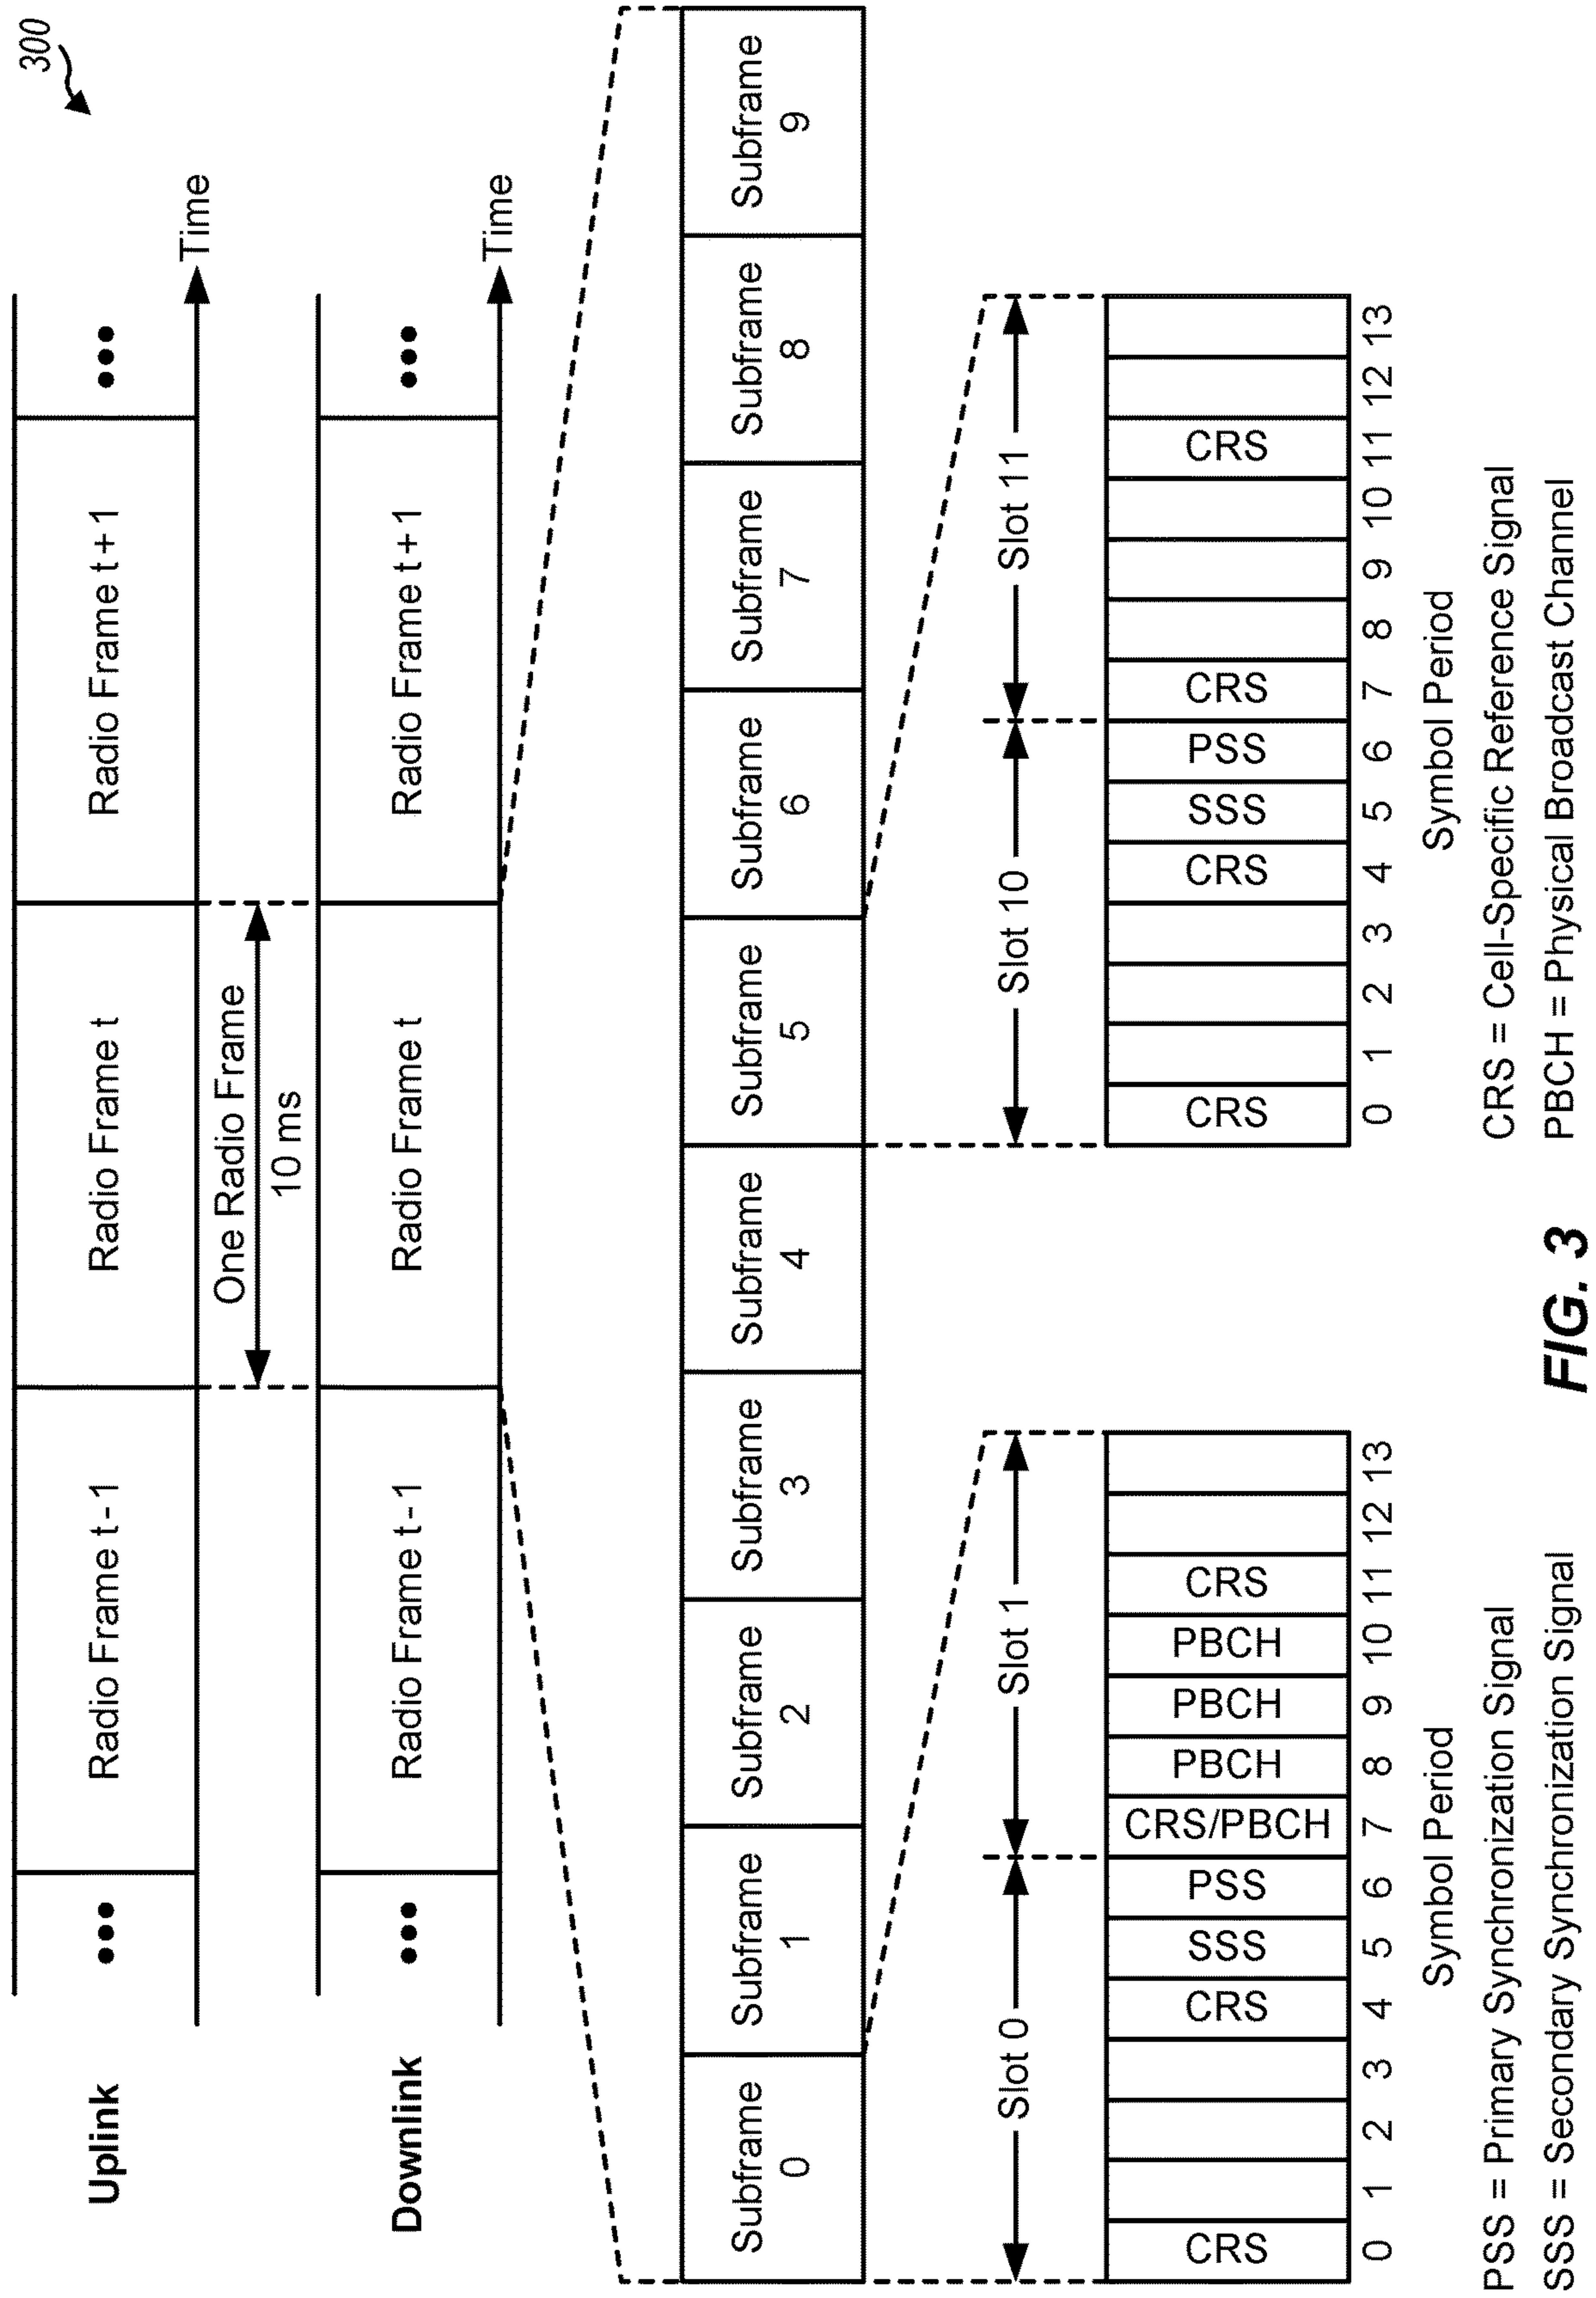 300
Uplink
•••
Radio Frame t-1
Radio Frame t
Radio Frame t+1
•••
Time
One Radio Frame
10 ms
Downlink
•••
Radio Frame t-1
Radio Frame t
Radio Frame t+1
•••
Time
Subframe
0
Subframe
1
Subframe
2
Subframe
3
Subframe
4
Subframe
5
Subframe
6
Subframe
7
Subframe
8
Subframe
9
Slot 0
Slot 1
CRS
CRS
SSS
PSS
CRS/PBCH
PBCH
PBCH
PBCH
CRS
0 1 2 3 4 5 6 7 8 9 10 11 12 13
Symbol Period
Slot 10
Slot 11
CRS
CRS
SSS
PSS
CRS
CRS
0 1 2 3 4 5 6 7 8 9 10 11 12 13
Symbol Period
PSS = Primary Synchronization Signal
SSS = Secondary Synchronization Signal
CRS = Cell-Specific Reference Signal
PBCH = Physical Broadcast Channel
FIG. 3